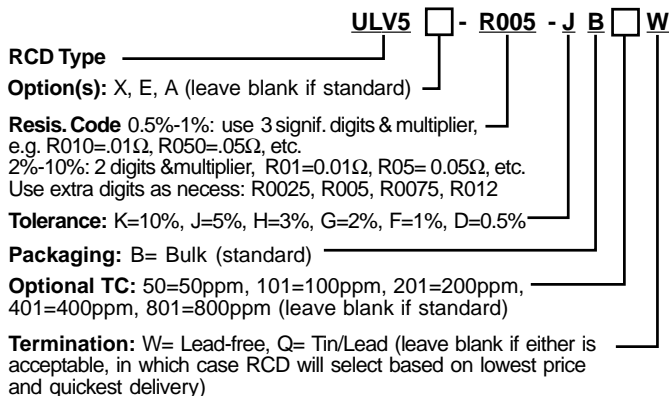 ULV5 □ - R005 - J B □ W
RCD Type
Option(s): X, E, A (leave blank if standard)
Resis. Code 0.5%-1%: use 3 signif. digits & multiplier,
e.g. R010=.01Ω, R050=.05Ω, etc.
2%-10%: 2 digits &multiplier, R01=0.01Ω, R05= 0.05Ω, etc.
Use extra digits as necess: R0025, R005, R0075, R012
Tolerance: K=10%, J=5%, H=3%, G=2%, F=1%, D=0.5%
Packaging: B= Bulk (standard)
Optional TC: 50=50ppm, 101=100ppm, 201=200ppm,
401=400ppm, 801=800ppm (leave blank if standard)
Termination: W= Lead-free, Q= Tin/Lead (leave blank if either is
acceptable, in which case RCD will select based on lowest price
and quickest delivery)